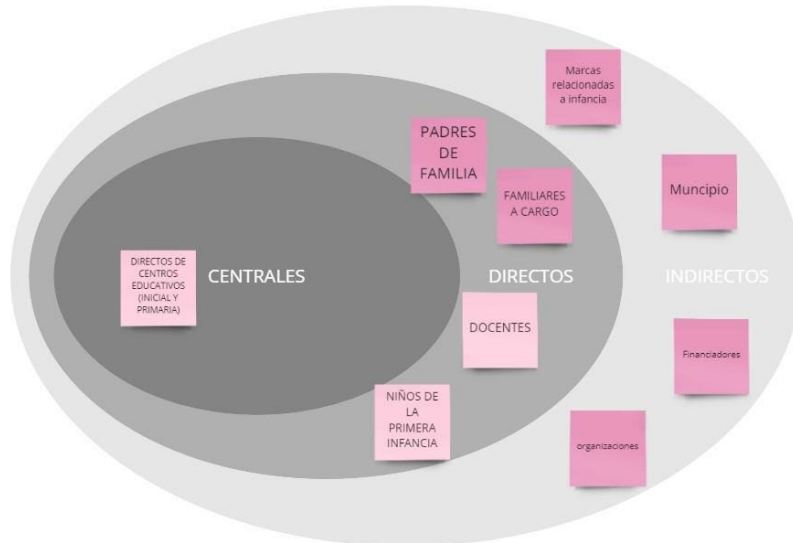 Marcas
relacionadas
a infancia
PADRES
DE
FAMILIA
FAMILIARES
A CARGO
Muncipio
DIRECTOS DE
CENTROS
EDUCATIVOS
(INICIAL Y
PRIMARIA)
CENTRALES
DIRECTOS
INDIRECTOS
DOCENTES
Financiadores
NIÑOS DE
LA
PRIMERA
INFANCIA
organizaciones